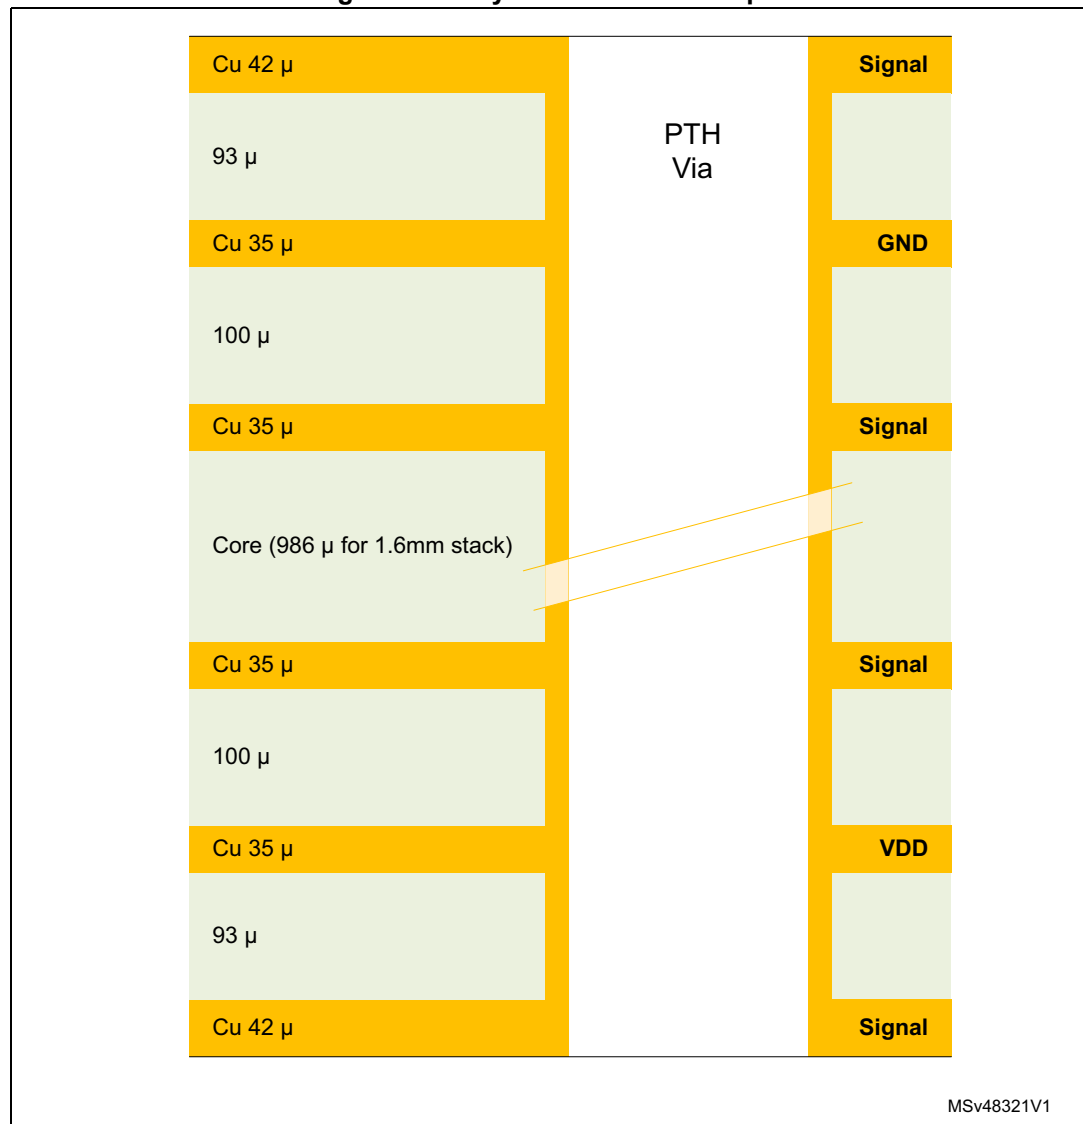 Cu 42 µ
Signal
PTH
Via
93 µ
Cu 35 µ
GND
100 µ
Cu 35 µ
Signal
Core (986 µ for 1.6mm stack)
Cu 35 µ
Signal
100 µ
Cu 35 µ
VDD
93 µ
Cu 42 µ
Signal
MSv48321V1